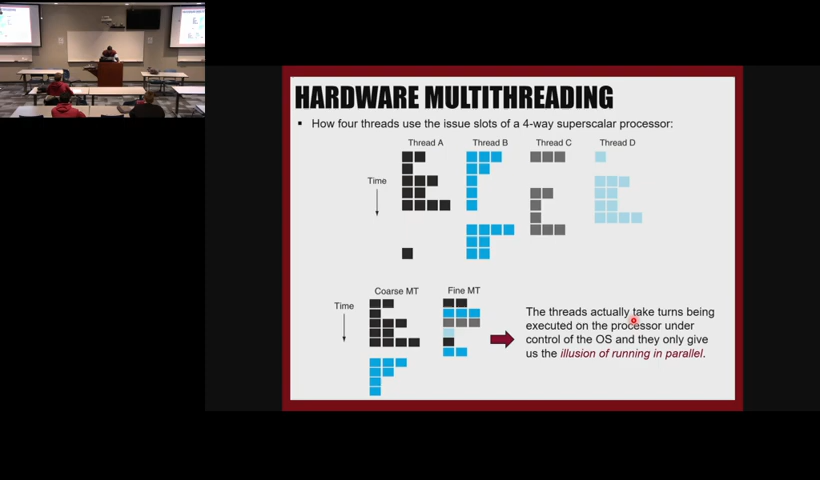 HARDWARE MULTITHREADING
▪ How four threads use the issue slots of a 4-way superscalar processor:
Thread A Thread B Thread C Thread D
Time
Coarse MT Fine MT
Time
The threads actually take turns being
executed on the processor under
control of the OS and they only give
us the illusion of running in parallel.